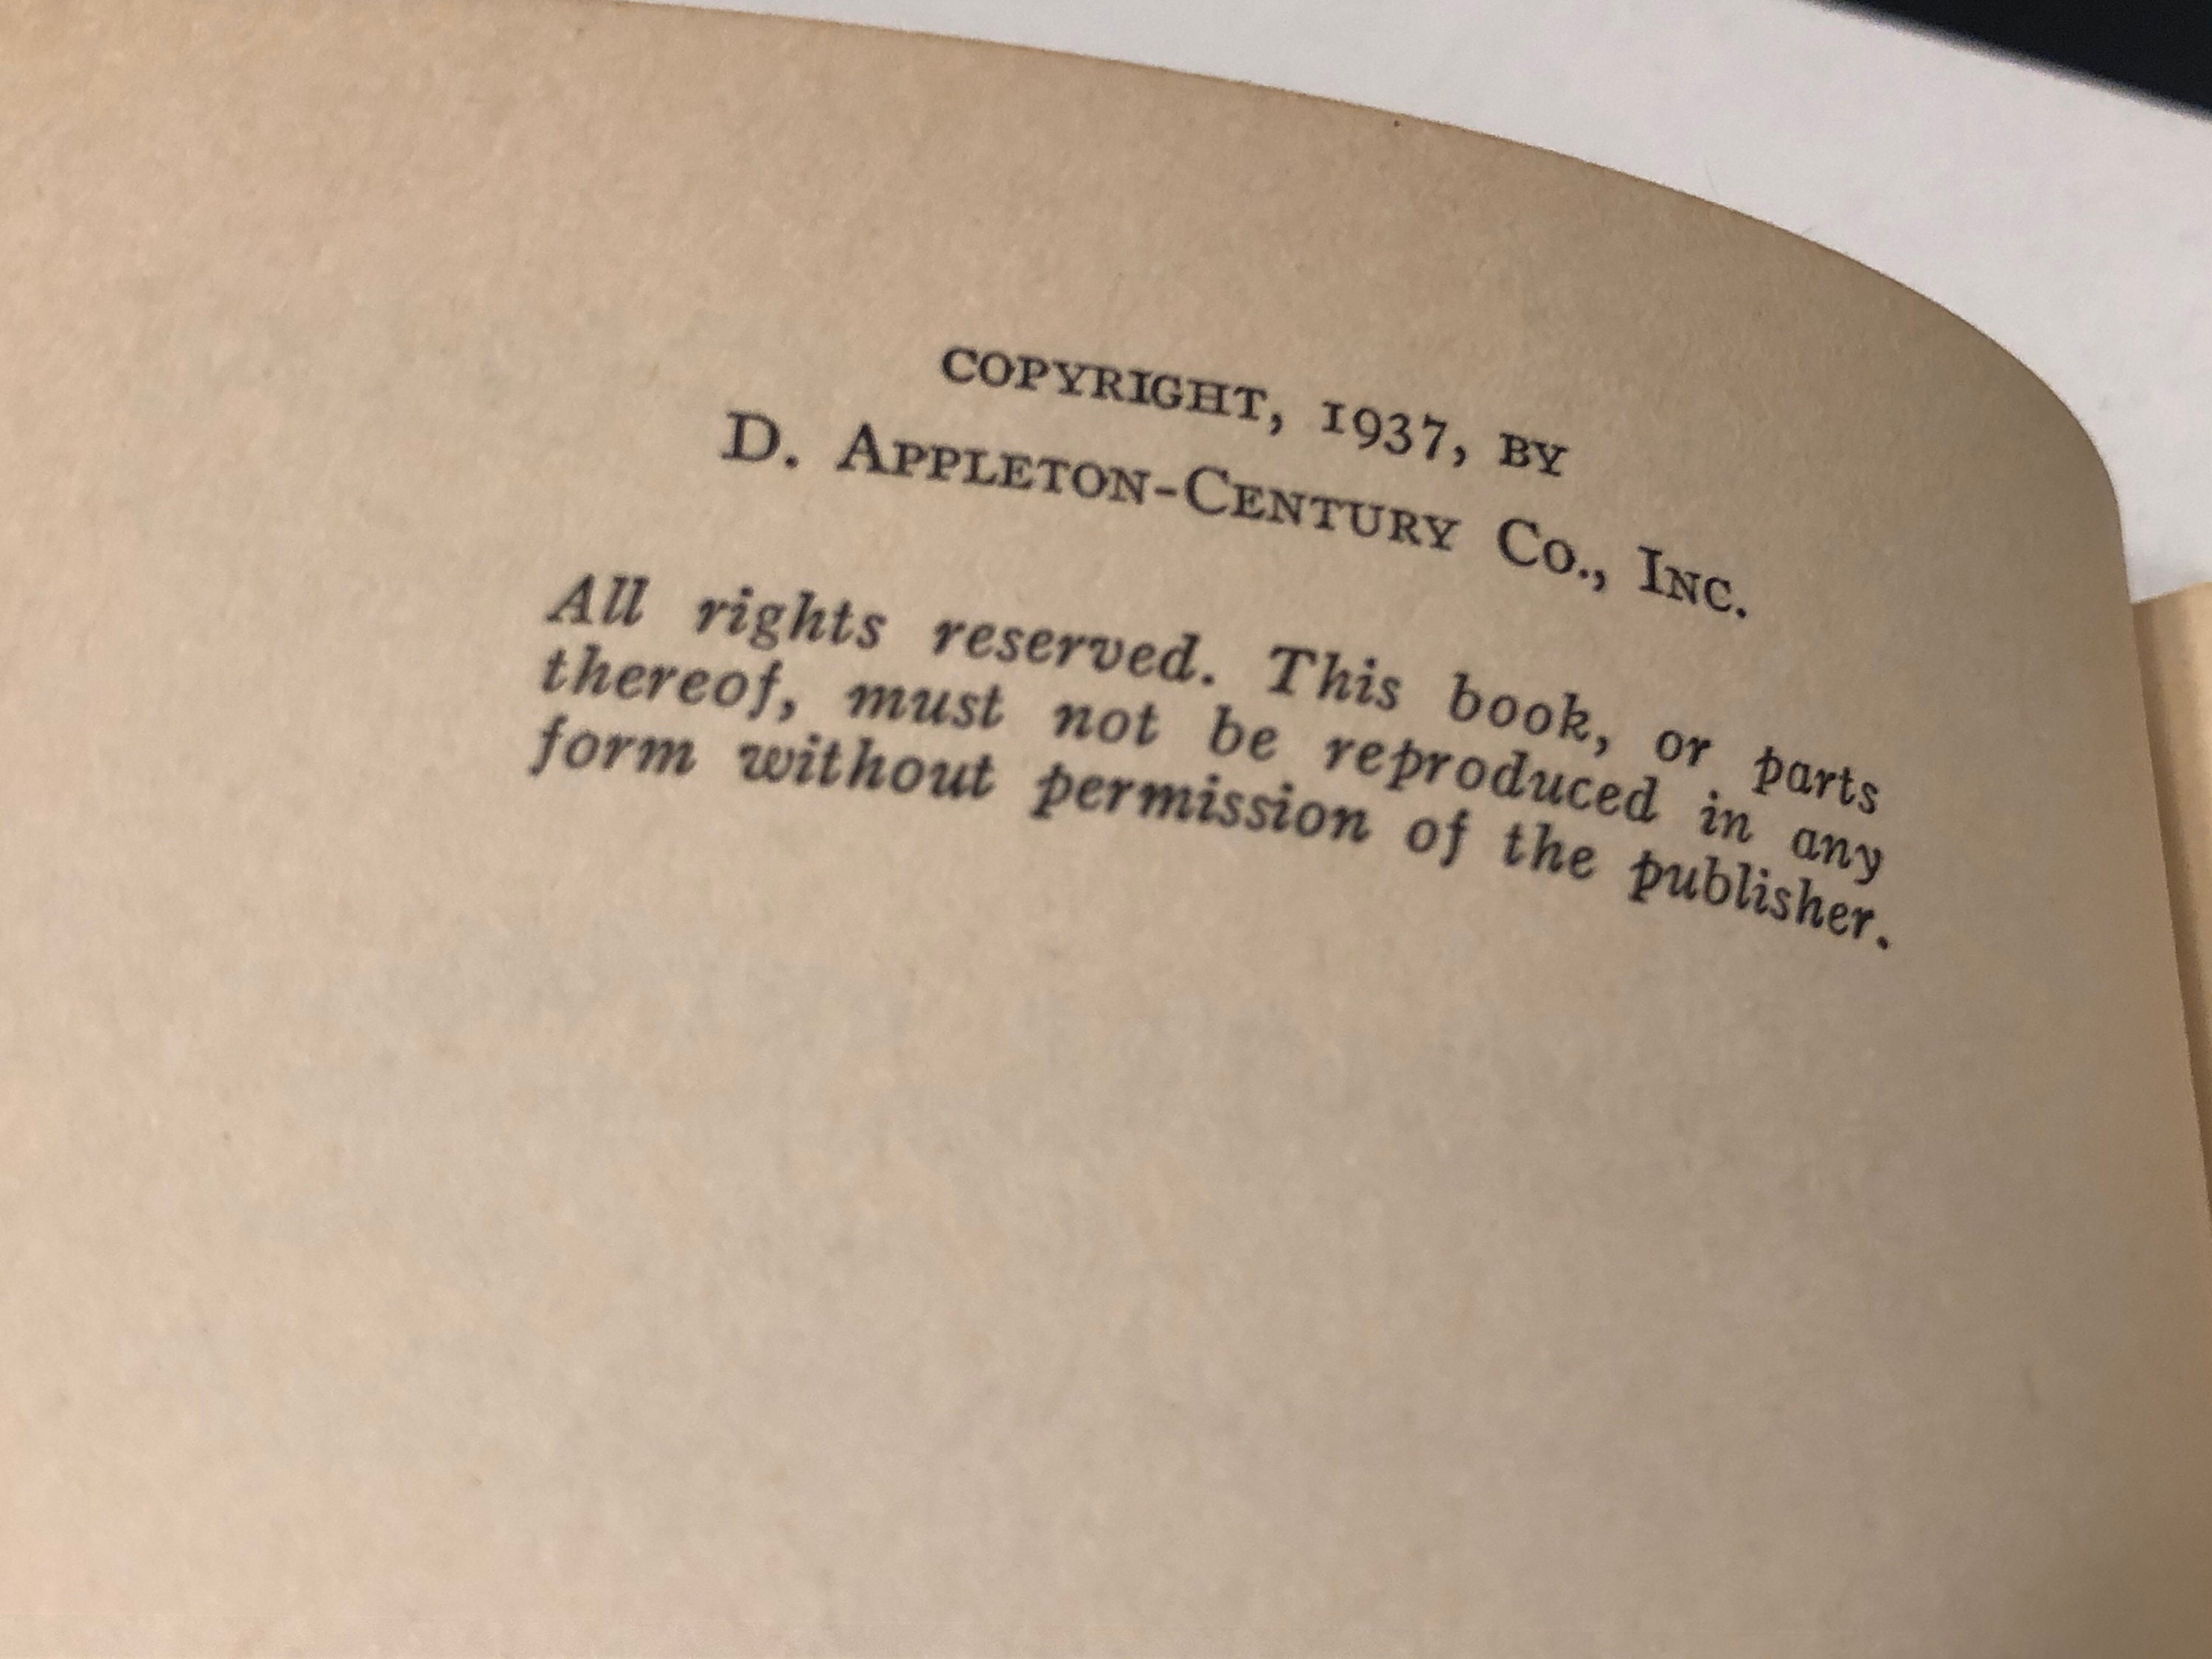 COPYRIGHT, 1937, BY
D. APPLETON-CENTURY CO., INC.
All rights reserved. This book, or parts
thereof, must not be reproduced in any
form without permission of the publisher.